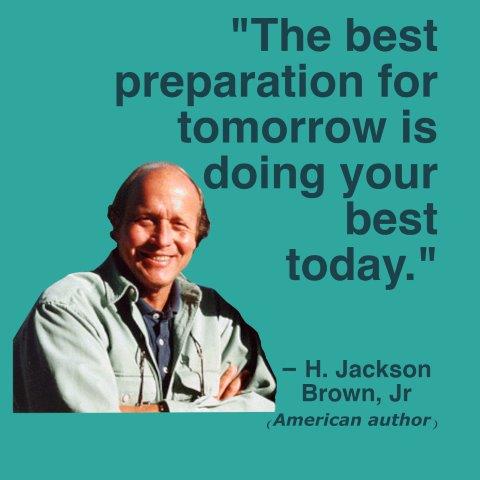 "The best
preparation for
tomorrow is
doing your
best
today."
– H. Jackson
Brown, Jr
(American author)